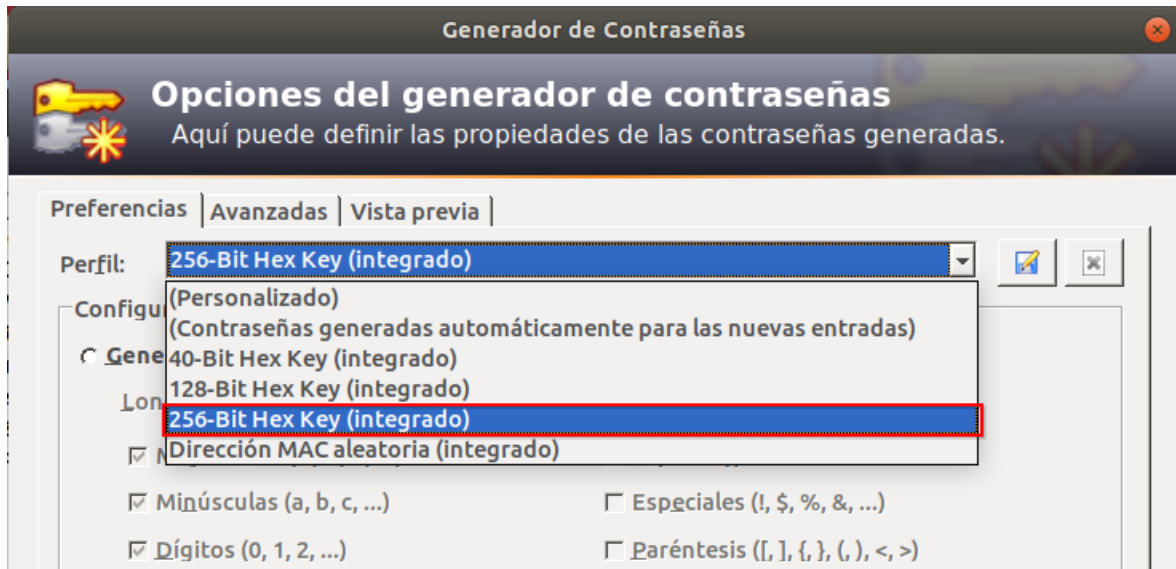 Generador de Contraseñas
Opciones del generador de contraseñas
Aquí puede definir las propiedades de las contraseñas generadas.
Preferencias Avanzadas Vista previa
Perfil: 256-Bit Hex Key (integrado)
(Personalizado)
Configu
(Contraseñas generadas automáticamente para las nuevas entradas)
Gene 40-Bit Hex Key (integrado)
128-Bit Hex Key (integrado)
Lon
256-Bit Hex Key (integrado)
Dirección MAC aleatoria (integrado)
Minúsculas (a, b, c, ...) Especiales (!, $, %, &, ...)
Dígitos (0, 1, 2, ...) Paréntesis ([, ], {, }, (, ), <, >)